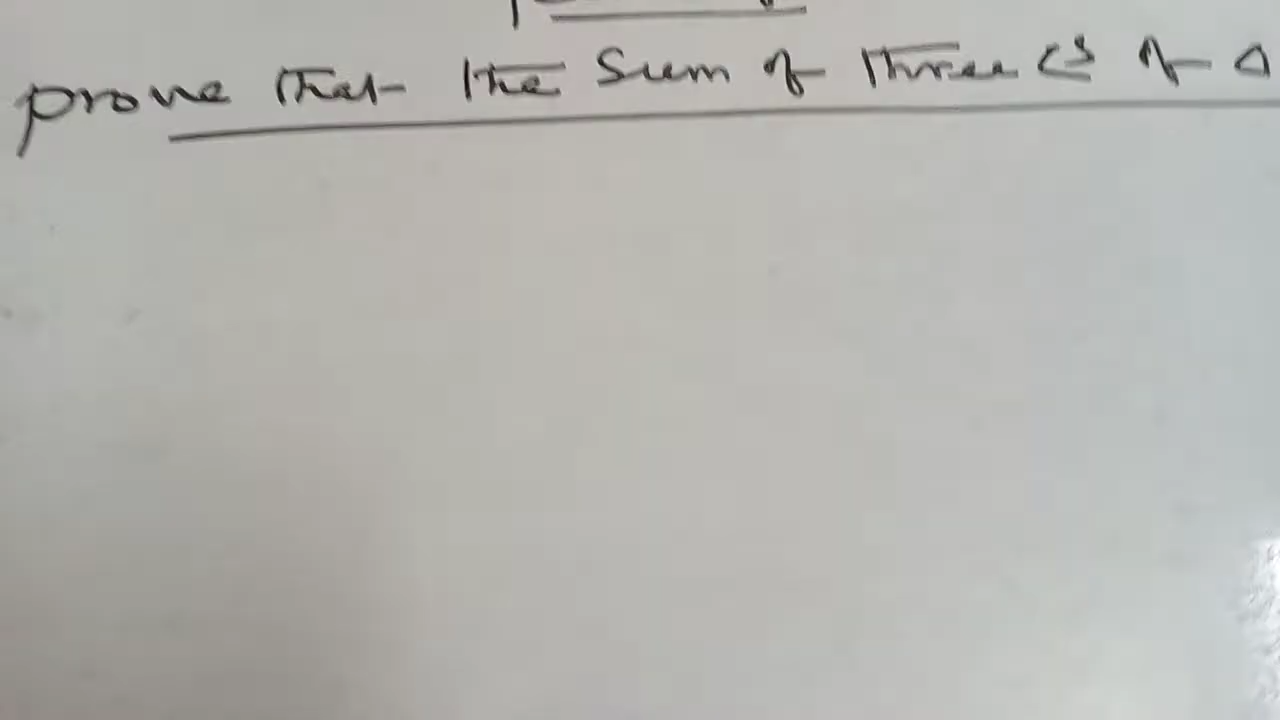 prove that the Sum of three <s of Δ